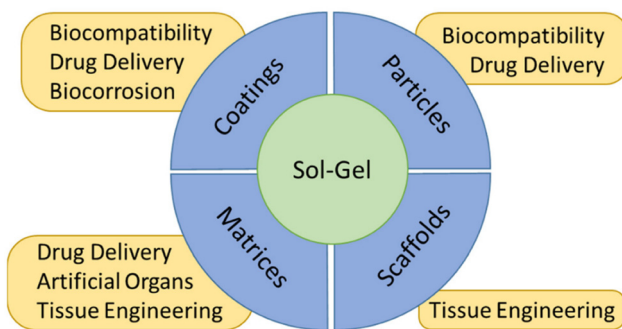 Biocompatibility
Drug Delivery
Biocorrosion
Coatings
Particles
Biocompatibility
Drug Delivery
Sol-Gel
Matrices
Scaffolds
Drug Delivery
Artificial Organs
Tissue Engineering
Tissue Engineering